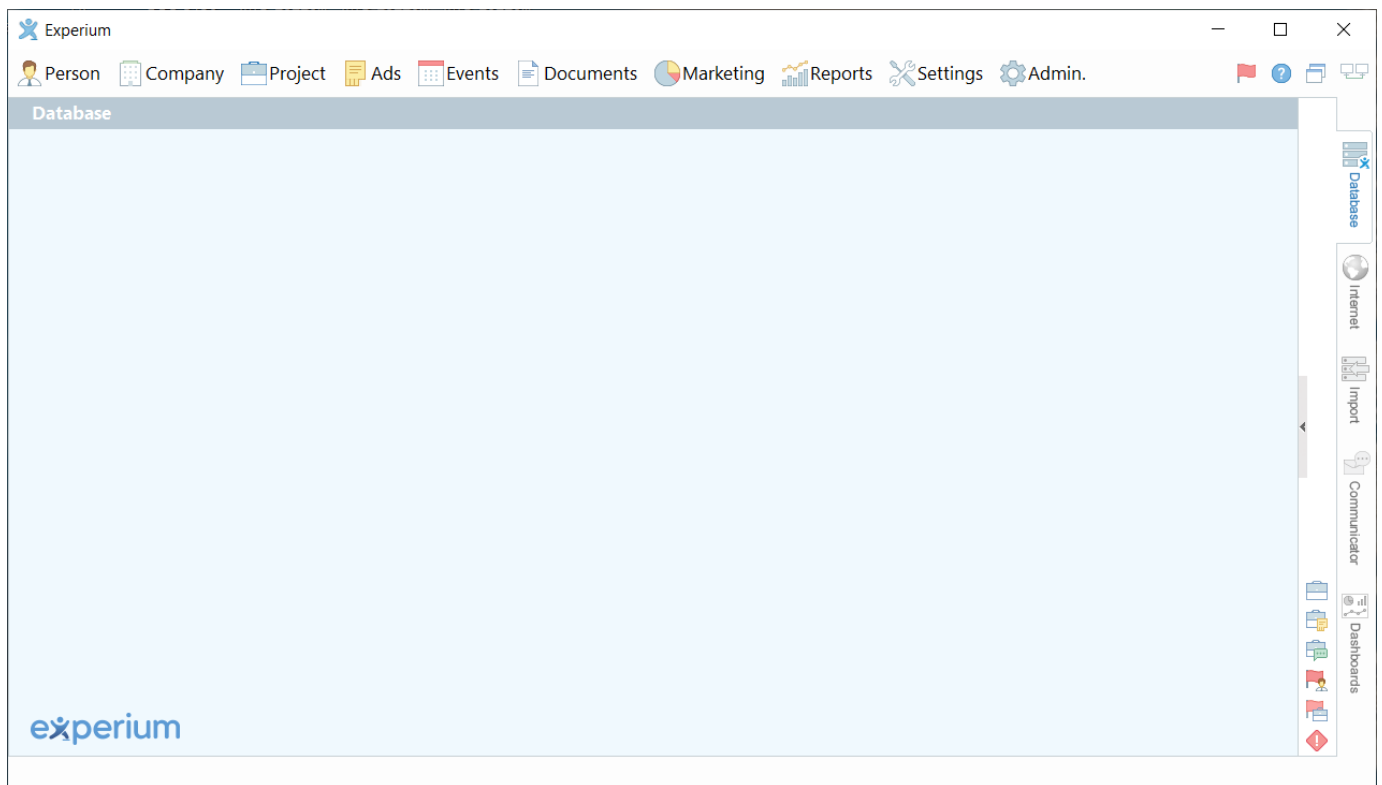 Experium
Person Company Project Ads Events Documents Marketing Reports Settings Admin.
Database
Database
Internet
Import
Communicator
Dashboards
experium